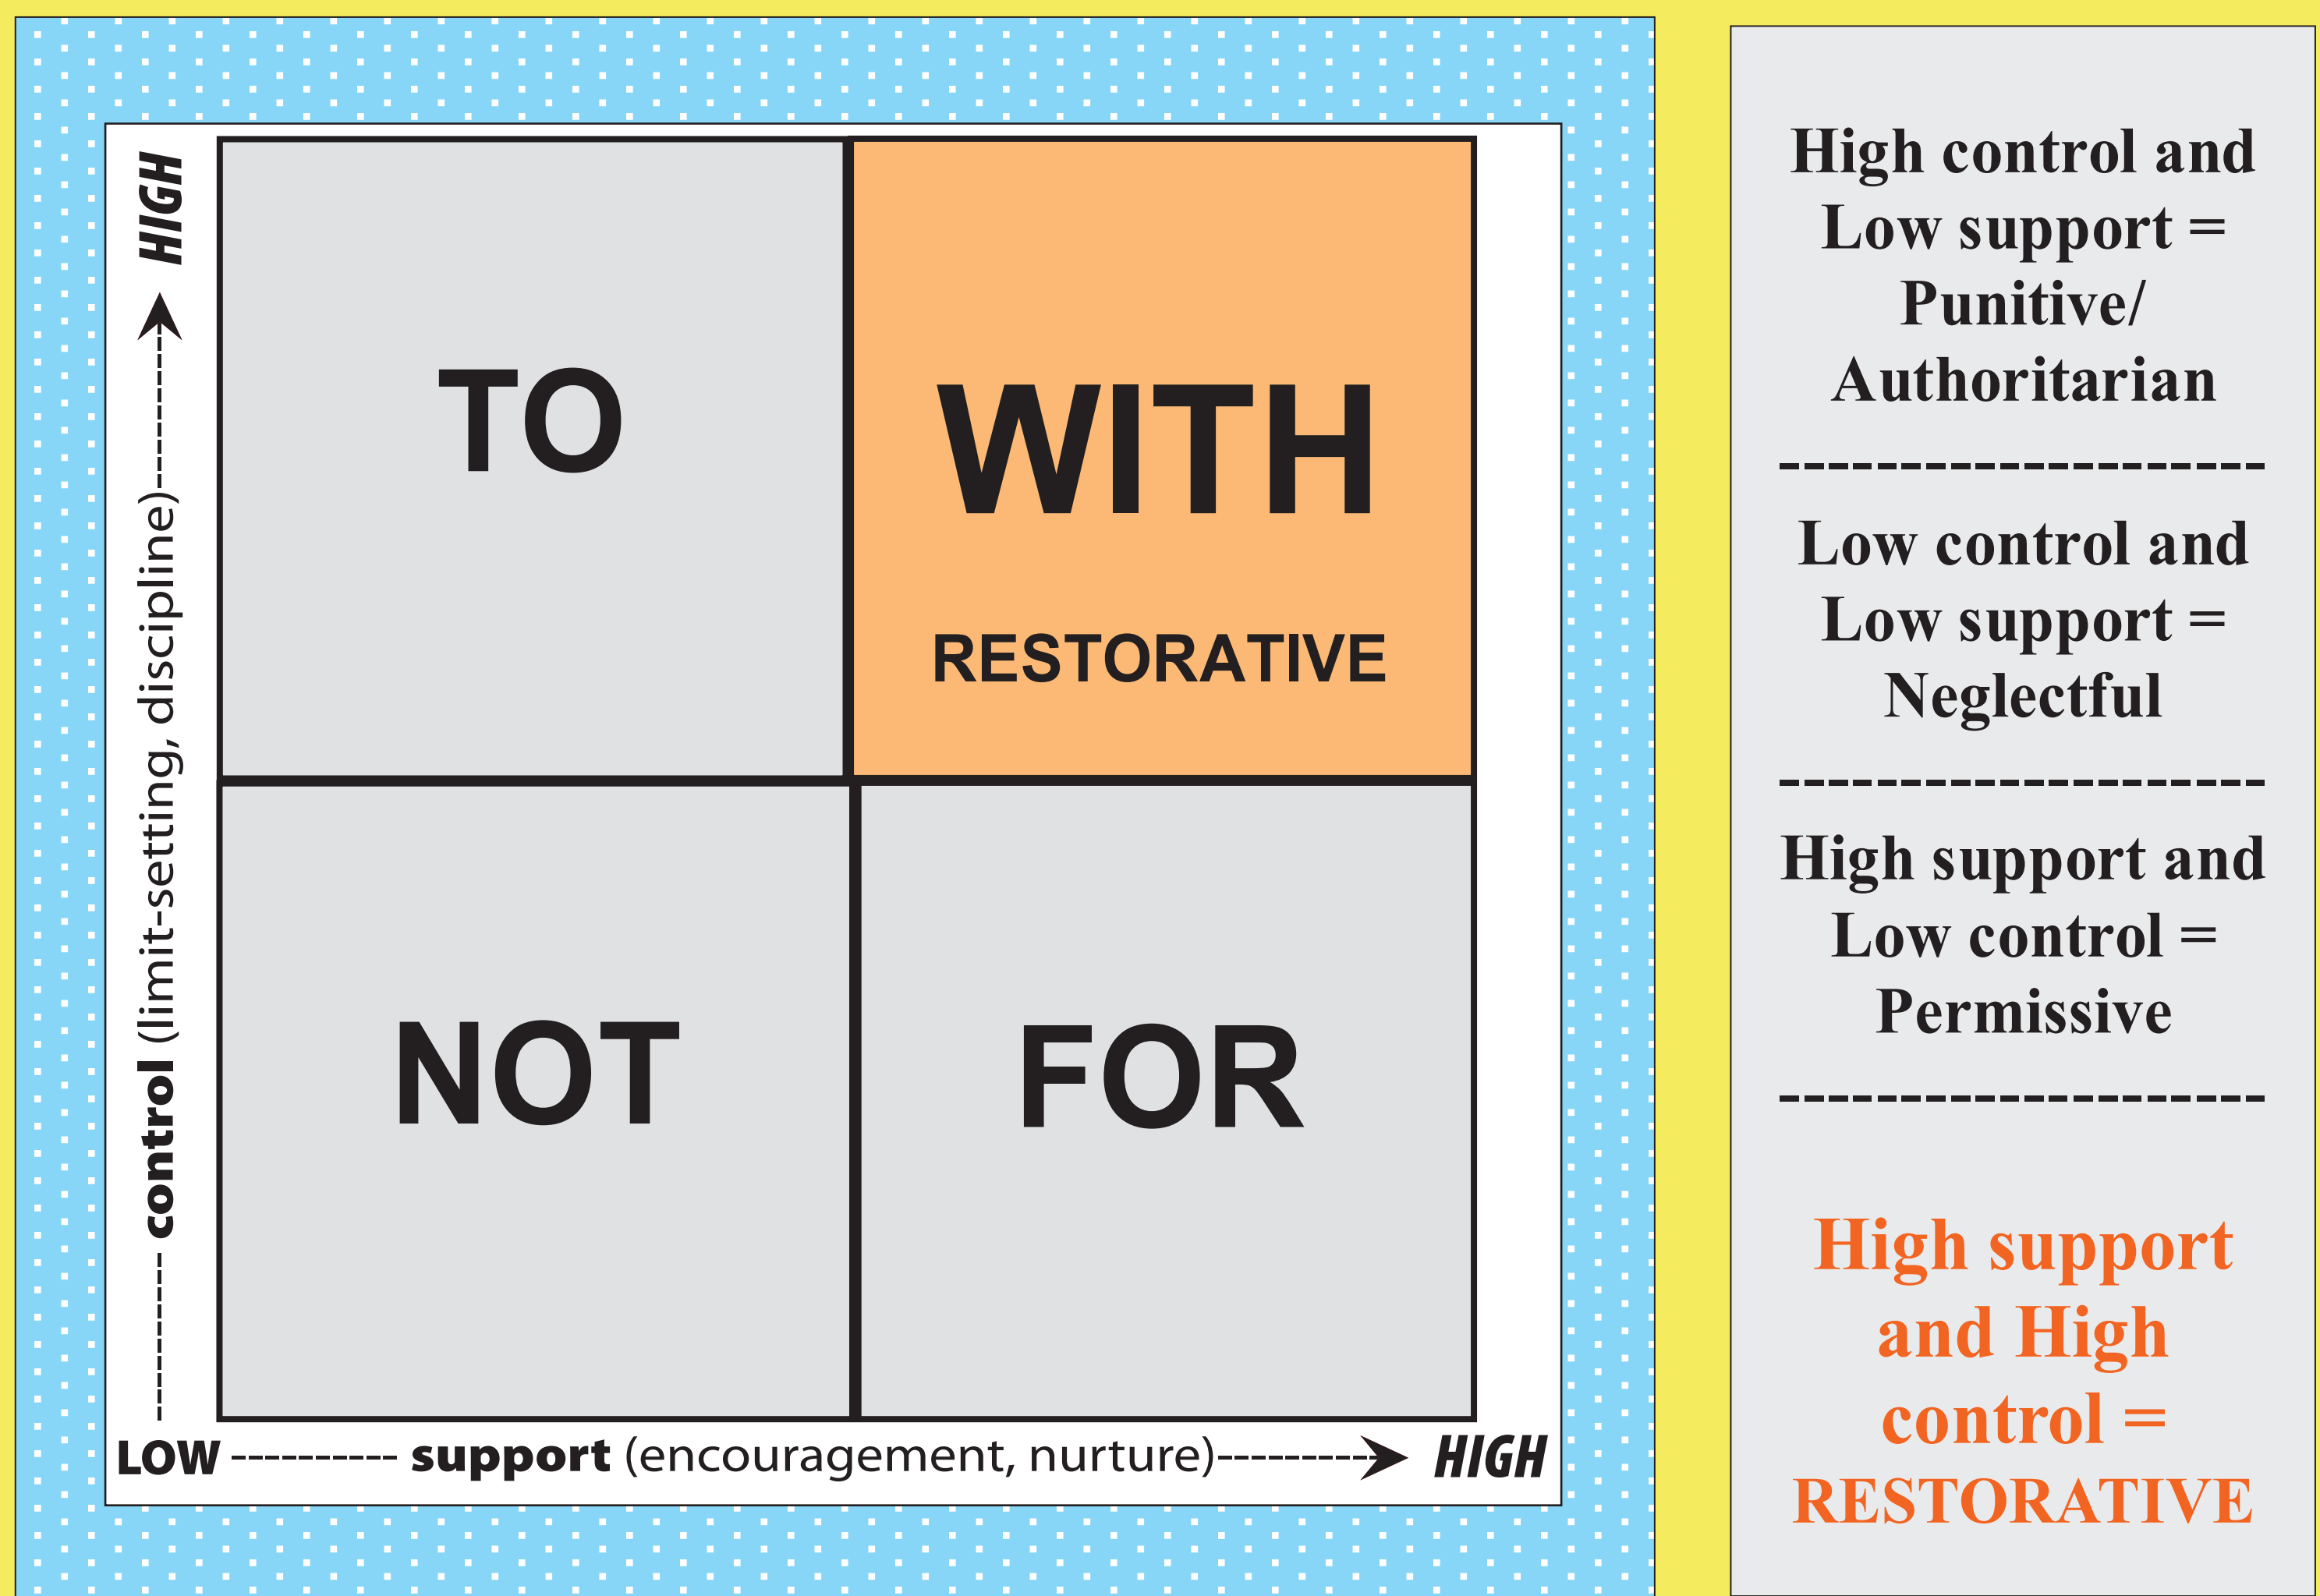 HIGH
control (limit-setting, discipline)
TO
WITH
RESTORATIVE
NOT
FOR
LOW support (encouragement, nurture) HIGH
High control and
Low support =
Punitive/
Authoritarian
Low control and
Low support =
Neglectful
High support and
Low control =
Permissive
High support
and High
control =
RESTORATIVE